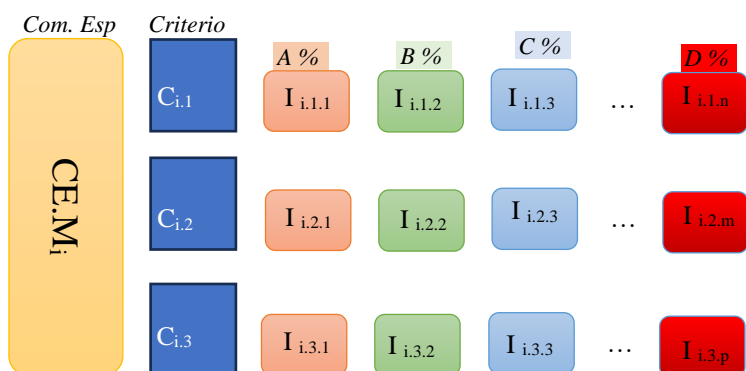 Com. Esp Criterio
A % B % C % D %
CE.Mi
Ci.1 I i.1.1 I i.1.2 I i.1.3 … I i.1.n
Ci.2 I i.2.1 I i.2.2 I i.2.3 … I i.2.m
Ci.3 I i.3.1 I i.3.2 I i.3.3 … I i.3.p